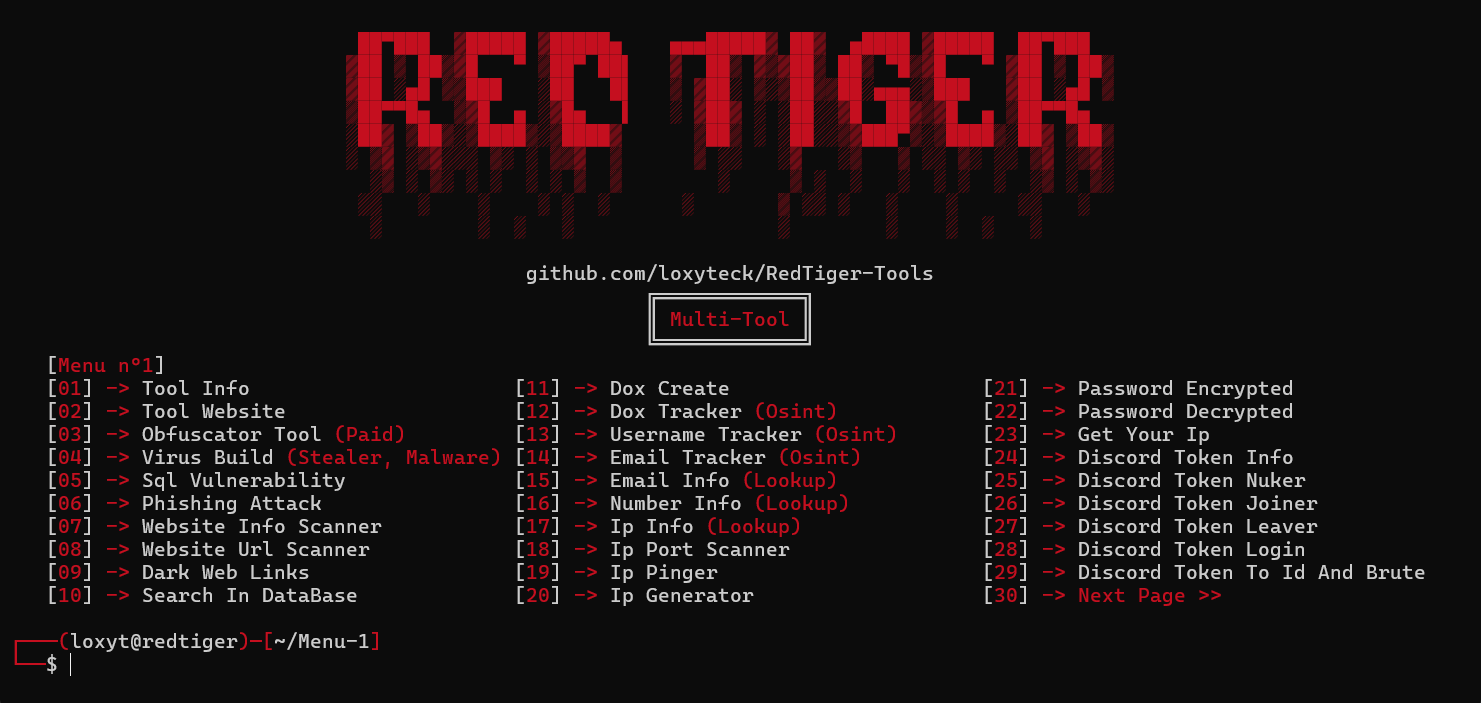 RED TIGER
github.com/loxyteck/RedTiger-Tools
Multi-Tool
[Menu n°1]
[01] -> Tool Info [11] -> Dox Create [21] -> Password Encrypted
[02] -> Tool Website [12] -> Dox Tracker (Osint) [22] -> Password Decrypted
[03] -> Obfuscator Tool (Paid) [13] -> Username Tracker (Osint) [23] -> Get Your Ip
[04] -> Virus Build (Stealer, Malware) [14] -> Email Tracker (Osint) [24] -> Discord Token Info
[05] -> Sql Vulnerability [15] -> Email Info (Lookup) [25] -> Discord Token Nuker
[06] -> Phishing Attack [16] -> Number Info (Lookup) [26] -> Discord Token Joiner
[07] -> Website Info Scanner [17] -> Ip Info (Lookup) [27] -> Discord Token Leaver
[08] -> Website Url Scanner [18] -> Ip Port Scanner [28] -> Discord Token Login
[09] -> Dark Web Links [19] -> Ip Pinger [29] -> Discord Token To Id And Brute
[10] -> Search In DataBase [20] -> Ip Generator [30] -> Next Page >>
(loxyt@redtiger)-[~/Menu-1]
$